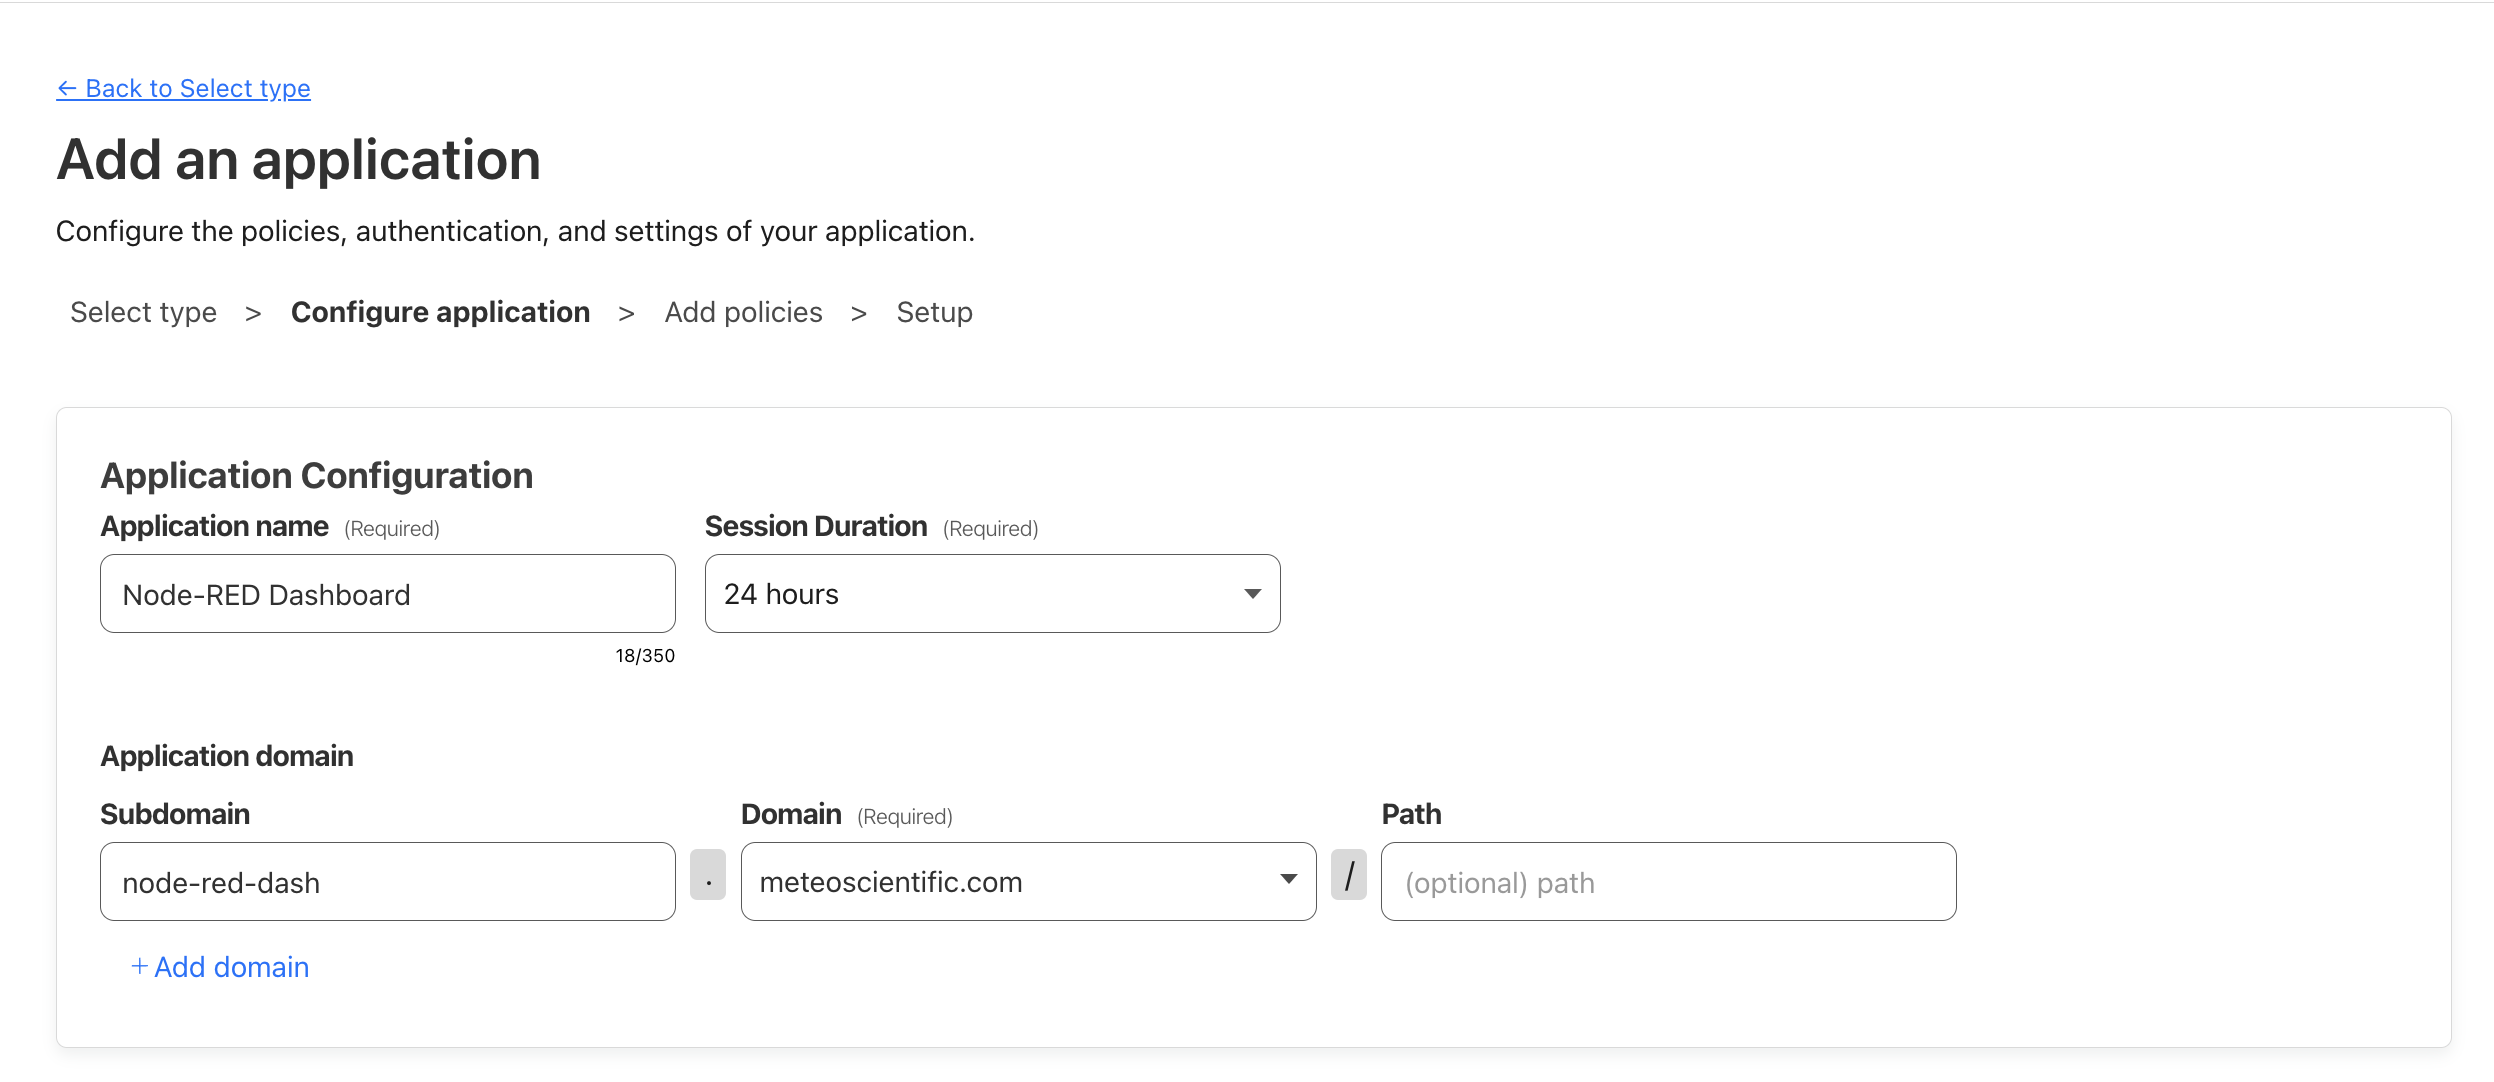 ← Back to Select type
Add an application
Configure the policies, authentication, and settings of your application.
Select type > Configure application > Add policies > Setup
Application Configuration
Application name (Required) Session Duration (Required)
Node-RED Dashboard 24 hours
18/350
Application domain
Subdomain Domain (Required) Path
node-red-dash . meteoscientific.com / (optional) path
+ Add domain